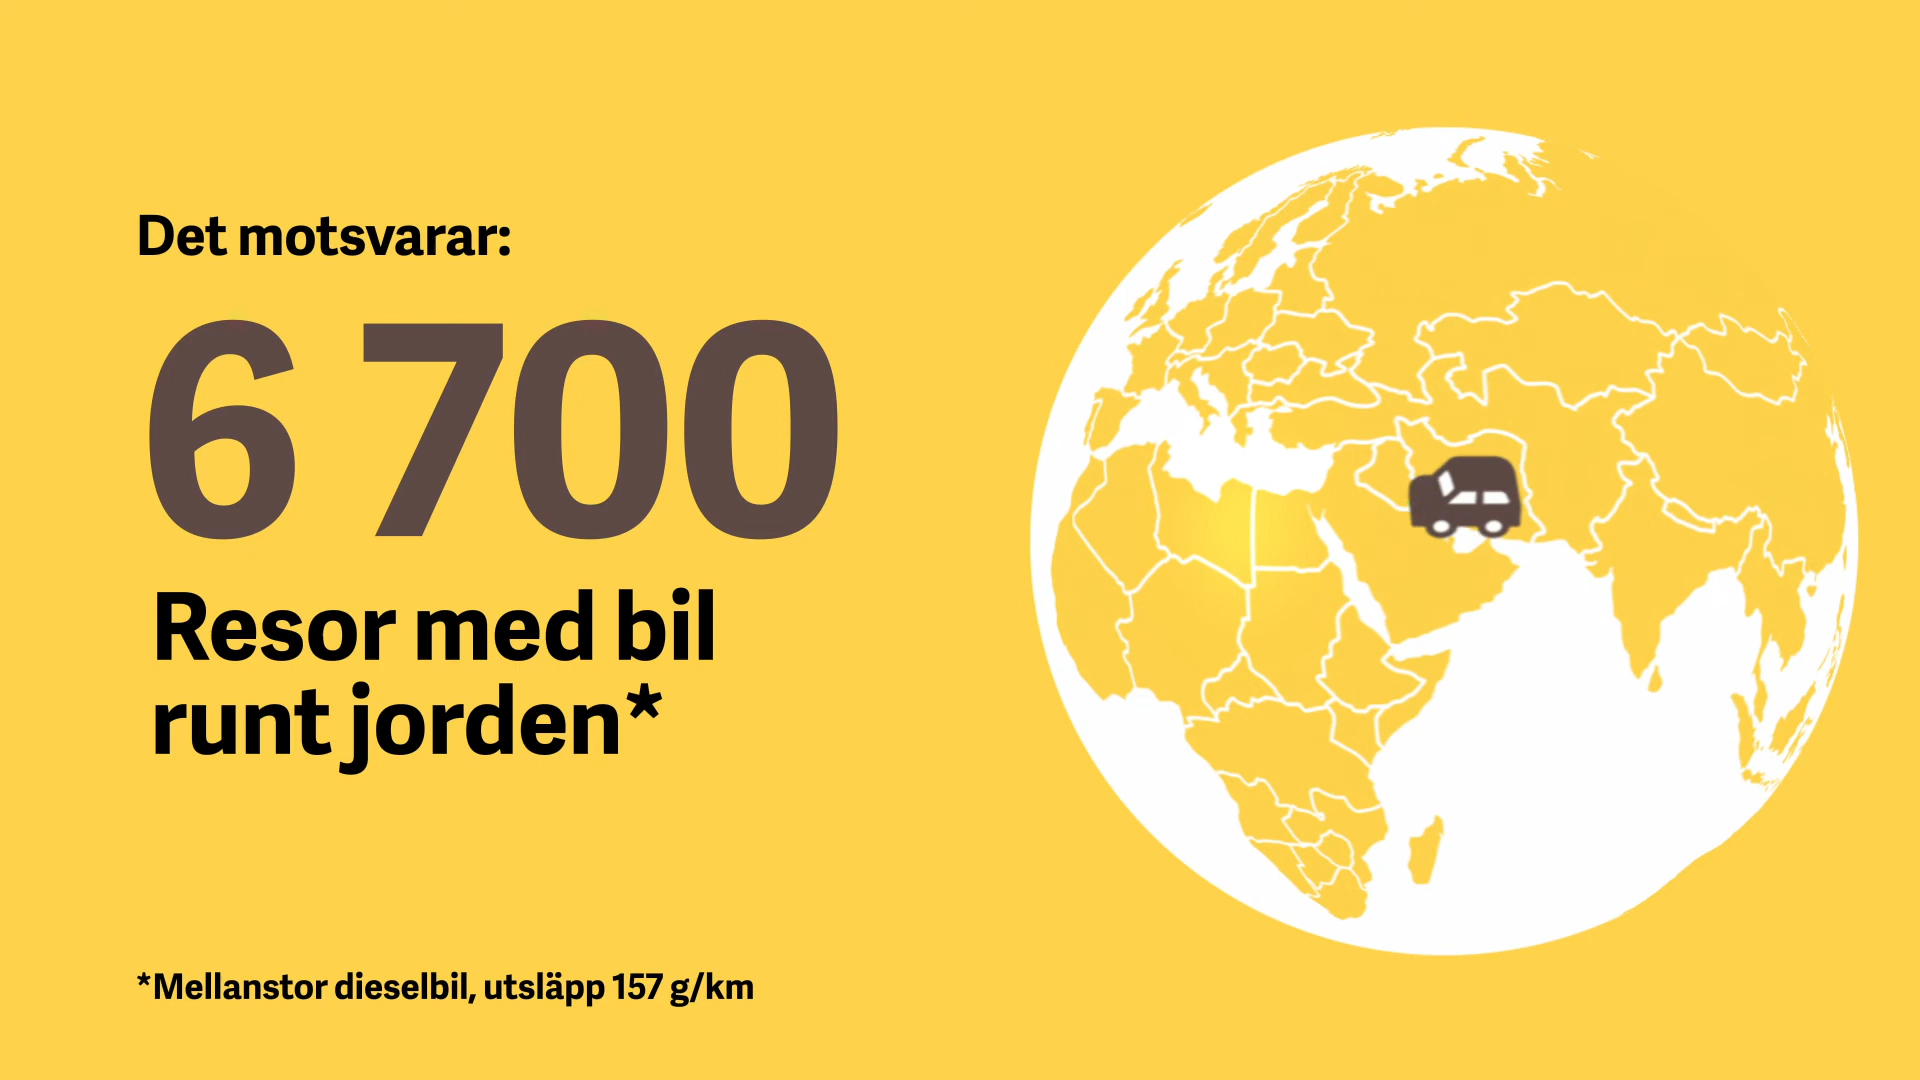 Det motsvarar:
6 700
Resor med bil
runt jorden*
*Mellanstor dieselbil, utsläpp 157 g/km